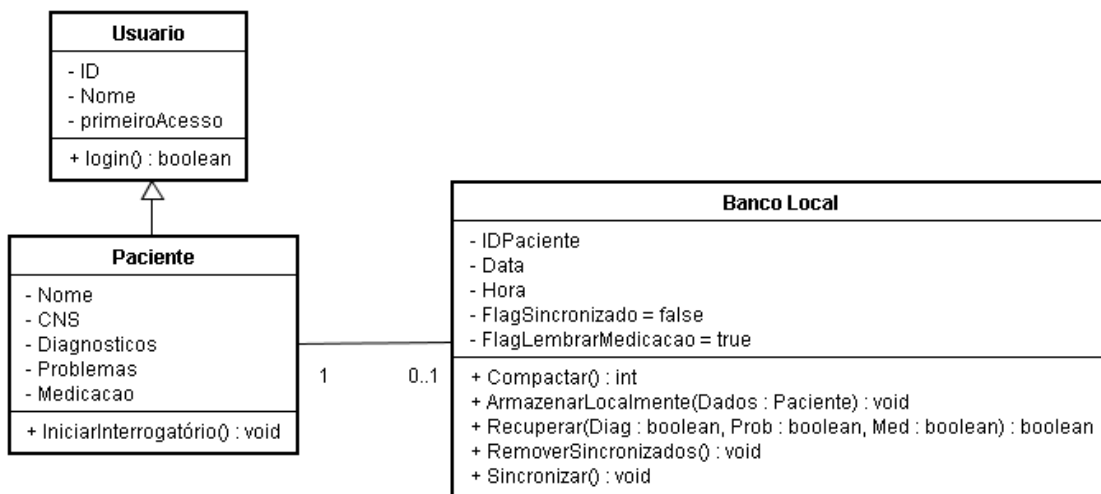 Usuario
- ID
- Nome
- primeiroAcesso
+ login() : boolean
Paciente
- Nome
- CNS
- Diagnosticos
- Problemas
- Medicacao
+ IniciarInterrogatório() : void
1
0..1
Banco Local
- IDPaciente
- Data
- Hora
- FlagSincronizado = false
- FlagLembrarMedicacao = true
+ Compactar() : int
+ ArmazenarLocalmente(Dados : Paciente) : void
+ Recuperar(Diag : boolean, Prob : boolean, Med : boolean) : boolean
+ RemoverSincronizados() : void
+ Sincronizar() : void